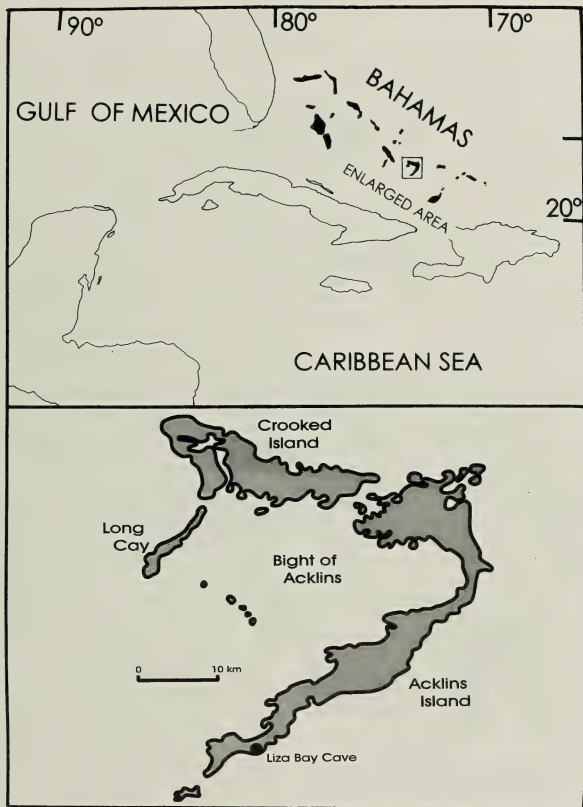 90° 80° 70°
GULF OF MEXICO
BAHAMAS
ENLARGED AREA
20°
CARIBBEAN SEA
Crooked
Island
Long
Cay
Bight of
Acklins
0 10 km
Acklins
Island
Liza Bay Cave